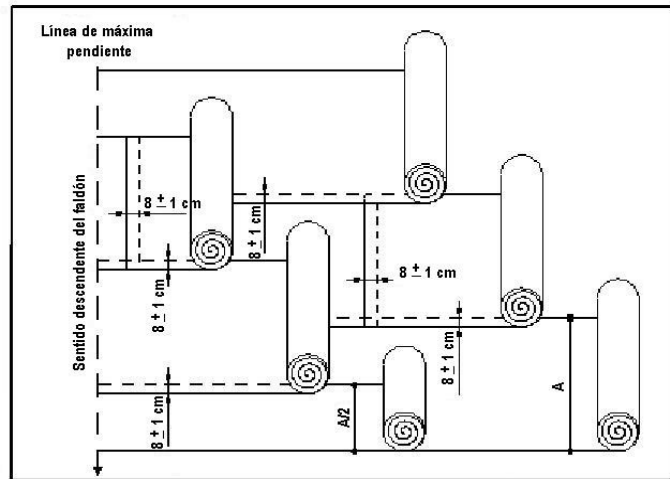 Línea de máxima
pendiente
8 ± 1 cm
8 ± 1 cm
8 ± 1 cm
8 ± 1 cm
8 ± 1 cm
8 ± 1 cm
A/2
A
Sentido descendente del faldón